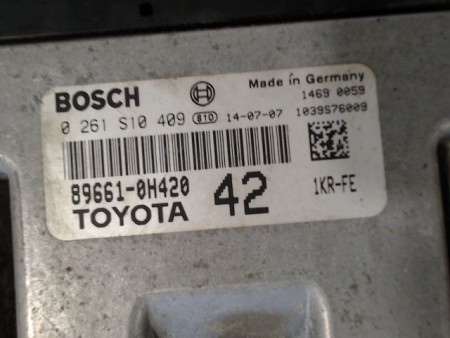 BOSCH Made in Germany
1469 0059
0 261 S10 409 810 14-07-07 1039S76009
89661-0H420
TOYOTA 42 1KR-FE